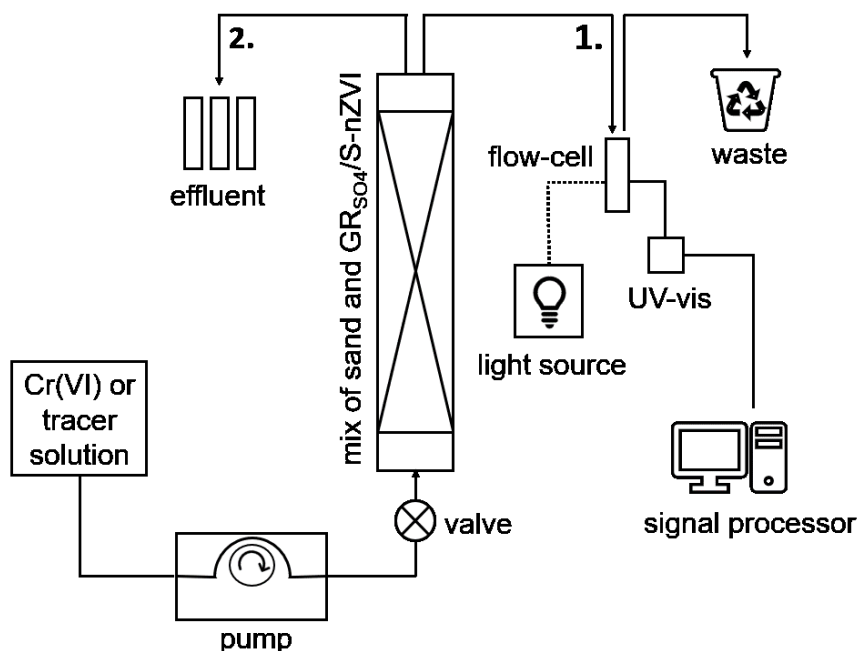 2.
1.
effluent
flow-cell
waste
mix of sand and GR_SO4/S-nZVI
UV-vis
light source
Cr(VI) or
tracer
solution
valve
signal processor
pump